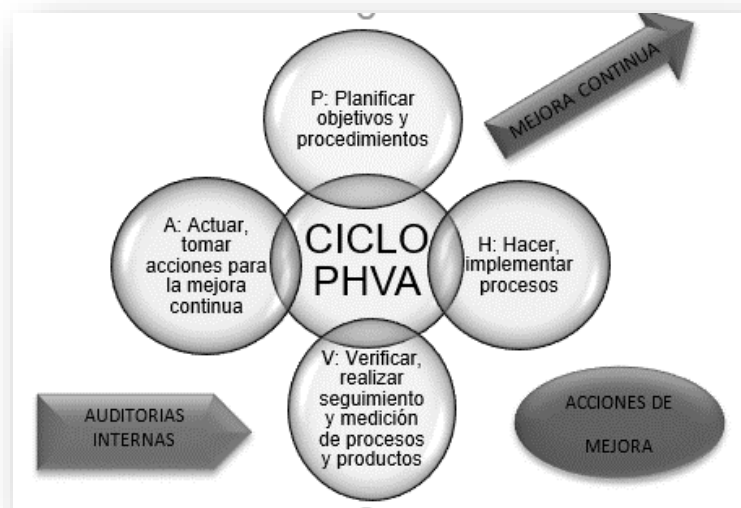 P: Planificar
objetivos y
procedimientos
MEJORA CONTINUA
A: Actuar,
tomar
acciones para
la mejora
continua
CICLO
PHVA
H: Hacer,
implementar
procesos
V: Verificar,
realizar
seguimiento
y medición
de procesos
y productos
AUDITORIAS
INTERNAS
ACCIONES DE
MEJORA